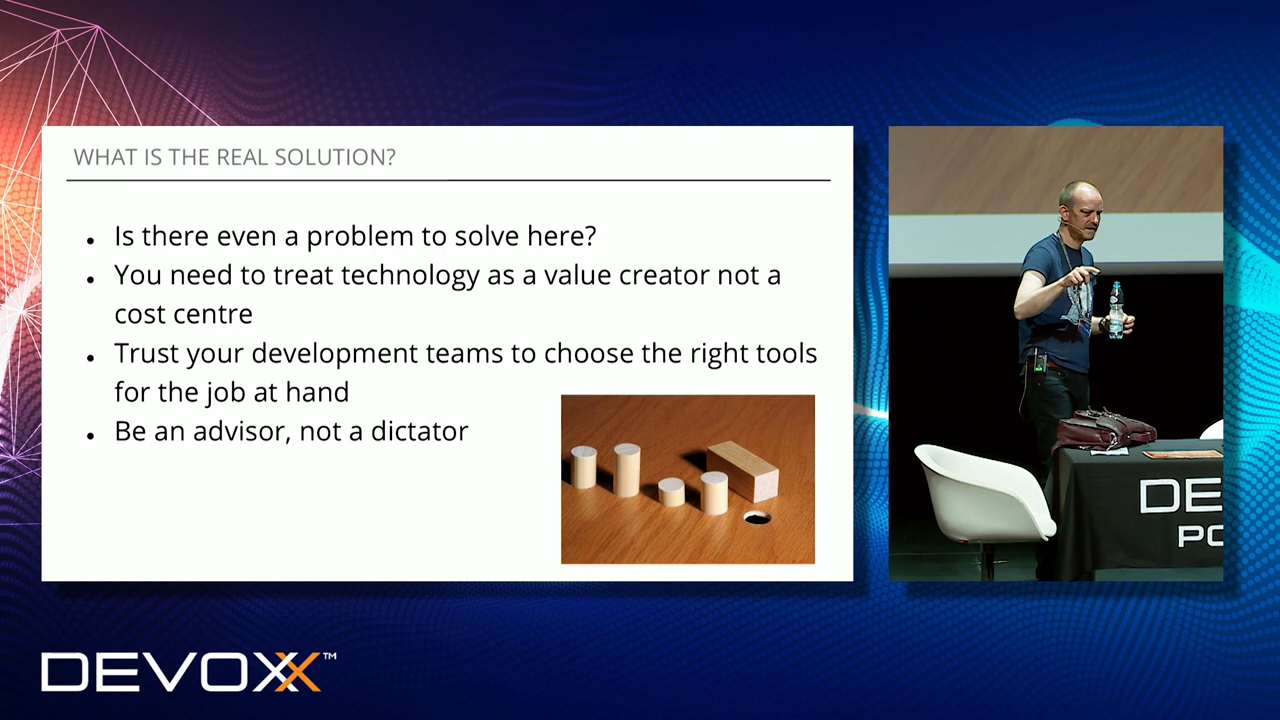 WHAT IS THE REAL SOLUTION?
• Is there even a problem to solve here?
• You need to treat technology as a value creator not a
cost centre
• Trust your development teams to choose the right tools
for the job at hand
• Be an advisor, not a dictator
DE
PO
DEVOXX™